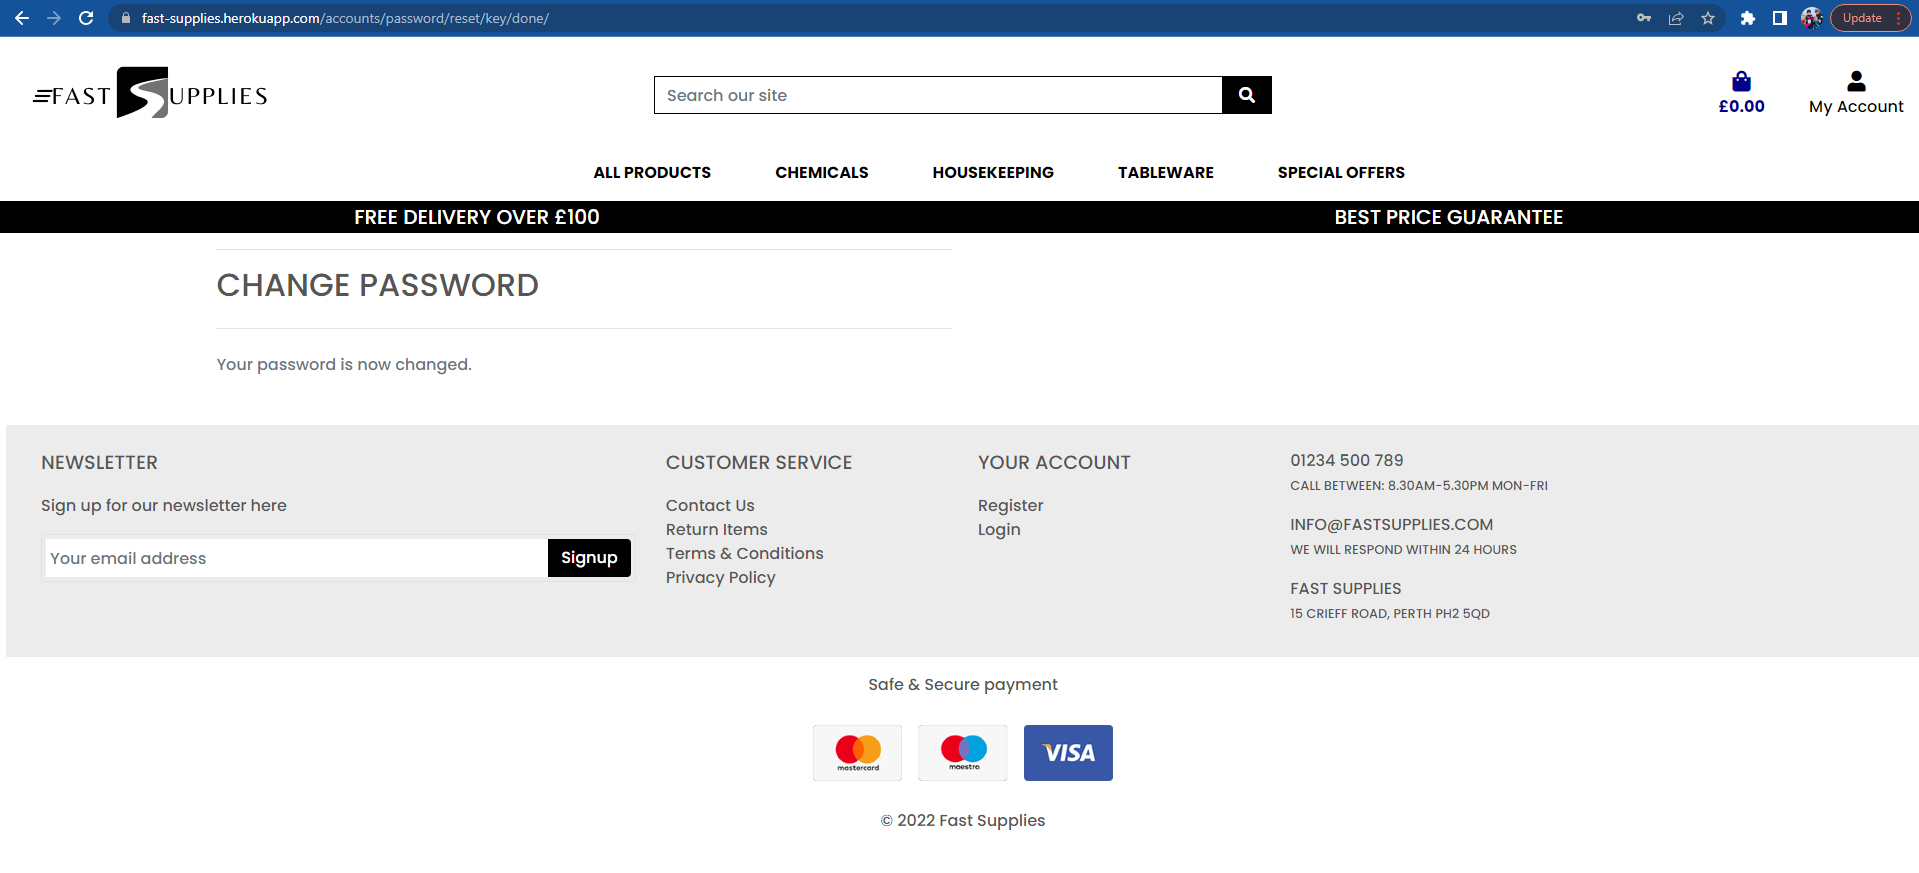 fast-supplies.herokuapp.com/accounts/password/reset/key/done/
Update
FAST SUPPLIES
Search our site
£0.00
My Account
ALL PRODUCTS
CHEMICALS
HOUSEKEEPING
TABLEWARE
SPECIAL OFFERS
FREE DELIVERY OVER £100
BEST PRICE GUARANTEE
CHANGE PASSWORD
Your password is now changed.
NEWSLETTER
Sign up for our newsletter here
Your email address
Signup
CUSTOMER SERVICE
Contact Us
Return Items
Terms & Conditions
Privacy Policy
YOUR ACCOUNT
Register
Login
01234 500 789
CALL BETWEEN: 8.30AM-5.30PM MON-FRI
INFO@FASTSUPPLIES.COM
WE WILL RESPOND WITHIN 24 HOURS
FAST SUPPLIES
15 CRIEFF ROAD, PERTH PH2 5QD
Safe & Secure payment
mastercard
maestro
VISA
© 2022 Fast Supplies